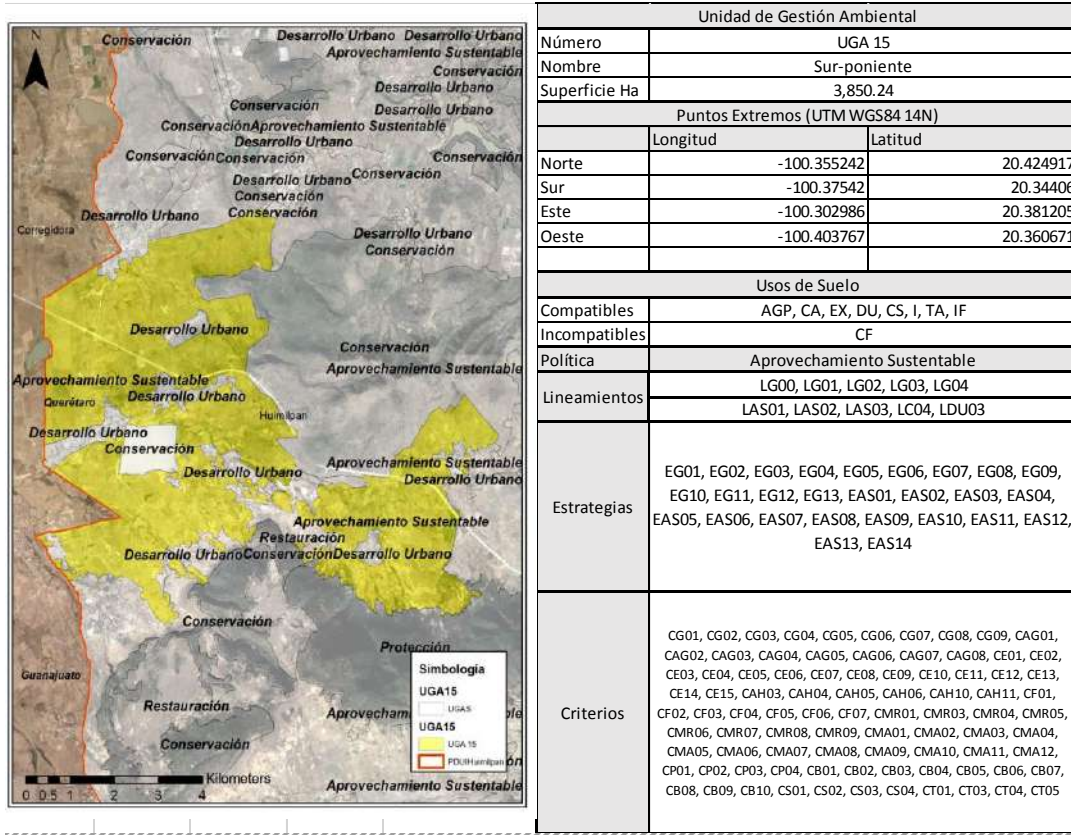 N
Conservación
Desarrollo Urbano Desarrollo Urbano
Aprovechamiento Sustentable
Conservación
Desarrollo Urbano
Conservación
Desarrollo Urbano
ConservaciónAprovechamiento Sustentable
Desarrollo Urbano
ConservaciónConservación
Conservación
Conservación
Desarrollo Urbano
Conservación
Desarrollo Urbano
Conservación
Corregidora
Desarrollo Urbano
Conservación
Desarrollo Urbano
Conservación
Aprovechamiento Sustentable
Aprovechamiento Sustentable
Desarrollo Urbano
Querétaro
Huimilpan
Desarrollo Urbano
Conservación
Aprovechamiento Sustentable
Desarrollo Urbano
Desarrollo Urbano
Aprovechamiento Sustentable
Restauración
Desarrollo UrbanoConservaciónDesarrollo Urbano
Conservación
Protección
Guanajuato
Restauración
Conservación
Aprovecham
Aprovechamiento Sustentable
Simbología
UGA15
UGAS
UGA15
UGA 15
PDUIHuimilpan
Kilometers
0 0.5 1 2 3 4
Unidad de Gestión Ambiental
Número UGA 15
Nombre Sur-poniente
Superficie Ha 3,850.24
Puntos Extremos (UTM WGS84 14N)
Longitud Latitud
Norte -100.355242 20.424917
Sur -100.37542 20.34406
Este -100.302986 20.381205
Oeste -100.403767 20.360671
Usos de Suelo
Compatibles AGP, CA, EX, DU, CS, I, TA, IF
Incompatibles CF
Política Aprovechamiento Sustentable
Lineamientos
LG00, LG01, LG02, LG03, LG04
LAS01, LAS02, LAS03, LC04, LDU03
Estrategias
EG01, EG02, EG03, EG04, EG05, EG06, EG07, EG08, EG09,
EG10, EG11, EG12, EG13, EAS01, EAS02, EAS03, EAS04,
EAS05, EAS06, EAS07, EAS08, EAS09, EAS10, EAS11, EAS12,
EAS13, EAS14
Criterios
CG01, CG02, CG03, CG04, CG05, CG06, CG07, CG08, CG09, CAG01,
CAG02, CAG03, CAG04, CAG05, CAG06, CAG07, CAG08, CE01, CE02,
CE03, CE04, CE05, CE06, CE07, CE08, CE09, CE10, CE11, CE12, CE13,
CE14, CE15, CAH03, CAH04, CAH05, CAH06, CAH10, CAH11, CF01,
CF02, CF03, CF04, CF05, CF06, CF07, CMR01, CMR03, CMR04, CMR05,
CMR06, CMR07, CMR08, CMR09, CMA01, CMA02, CMA03, CMA04,
CMA05, CMA06, CMA07, CMA08, CMA09, CMA10, CMA11, CMA12,
CP01, CP02, CP03, CP04, CB01, CB02, CB03, CB04, CB05, CB06, CB07,
CB08, CB09, CB10, CS01, CS02, CS03, CS04, CT01, CT03, CT04, CT05